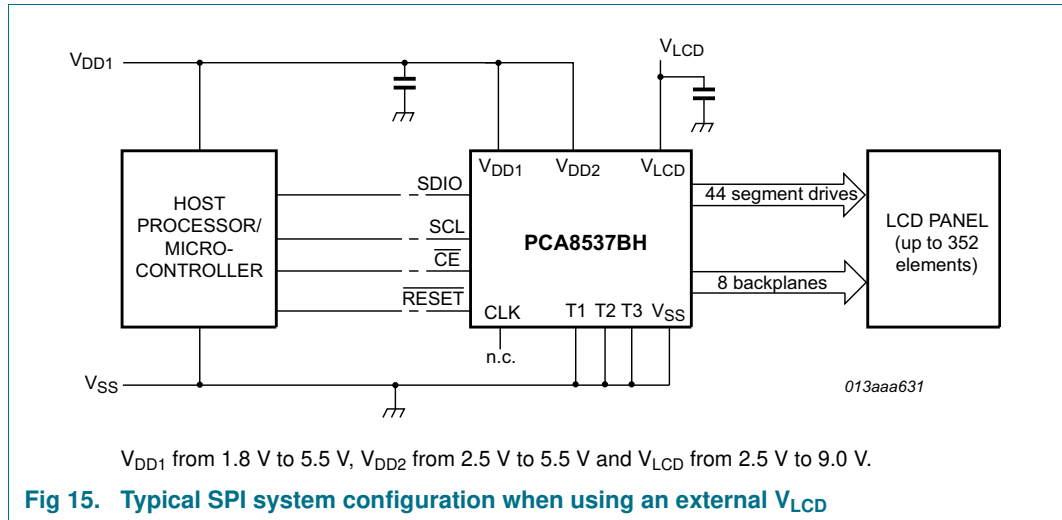 VDD1
VLCD
VDD1 VDD2 VLCD
HOST
PROCESSOR/
MICRO-
CONTROLLER
SDIO
SCL
CE
RESET
PCA8537BH
CLK T1 T2 T3 VSS
n.c.
44 segment drives
8 backplanes
LCD PANEL
(up to 352
elements)
VSS
013aaa631
VDD1 from 1.8 V to 5.5 V, VDD2 from 2.5 V to 5.5 V and VLCD from 2.5 V to 9.0 V.
Fig 15. Typical SPI system configuration when using an external VLCD